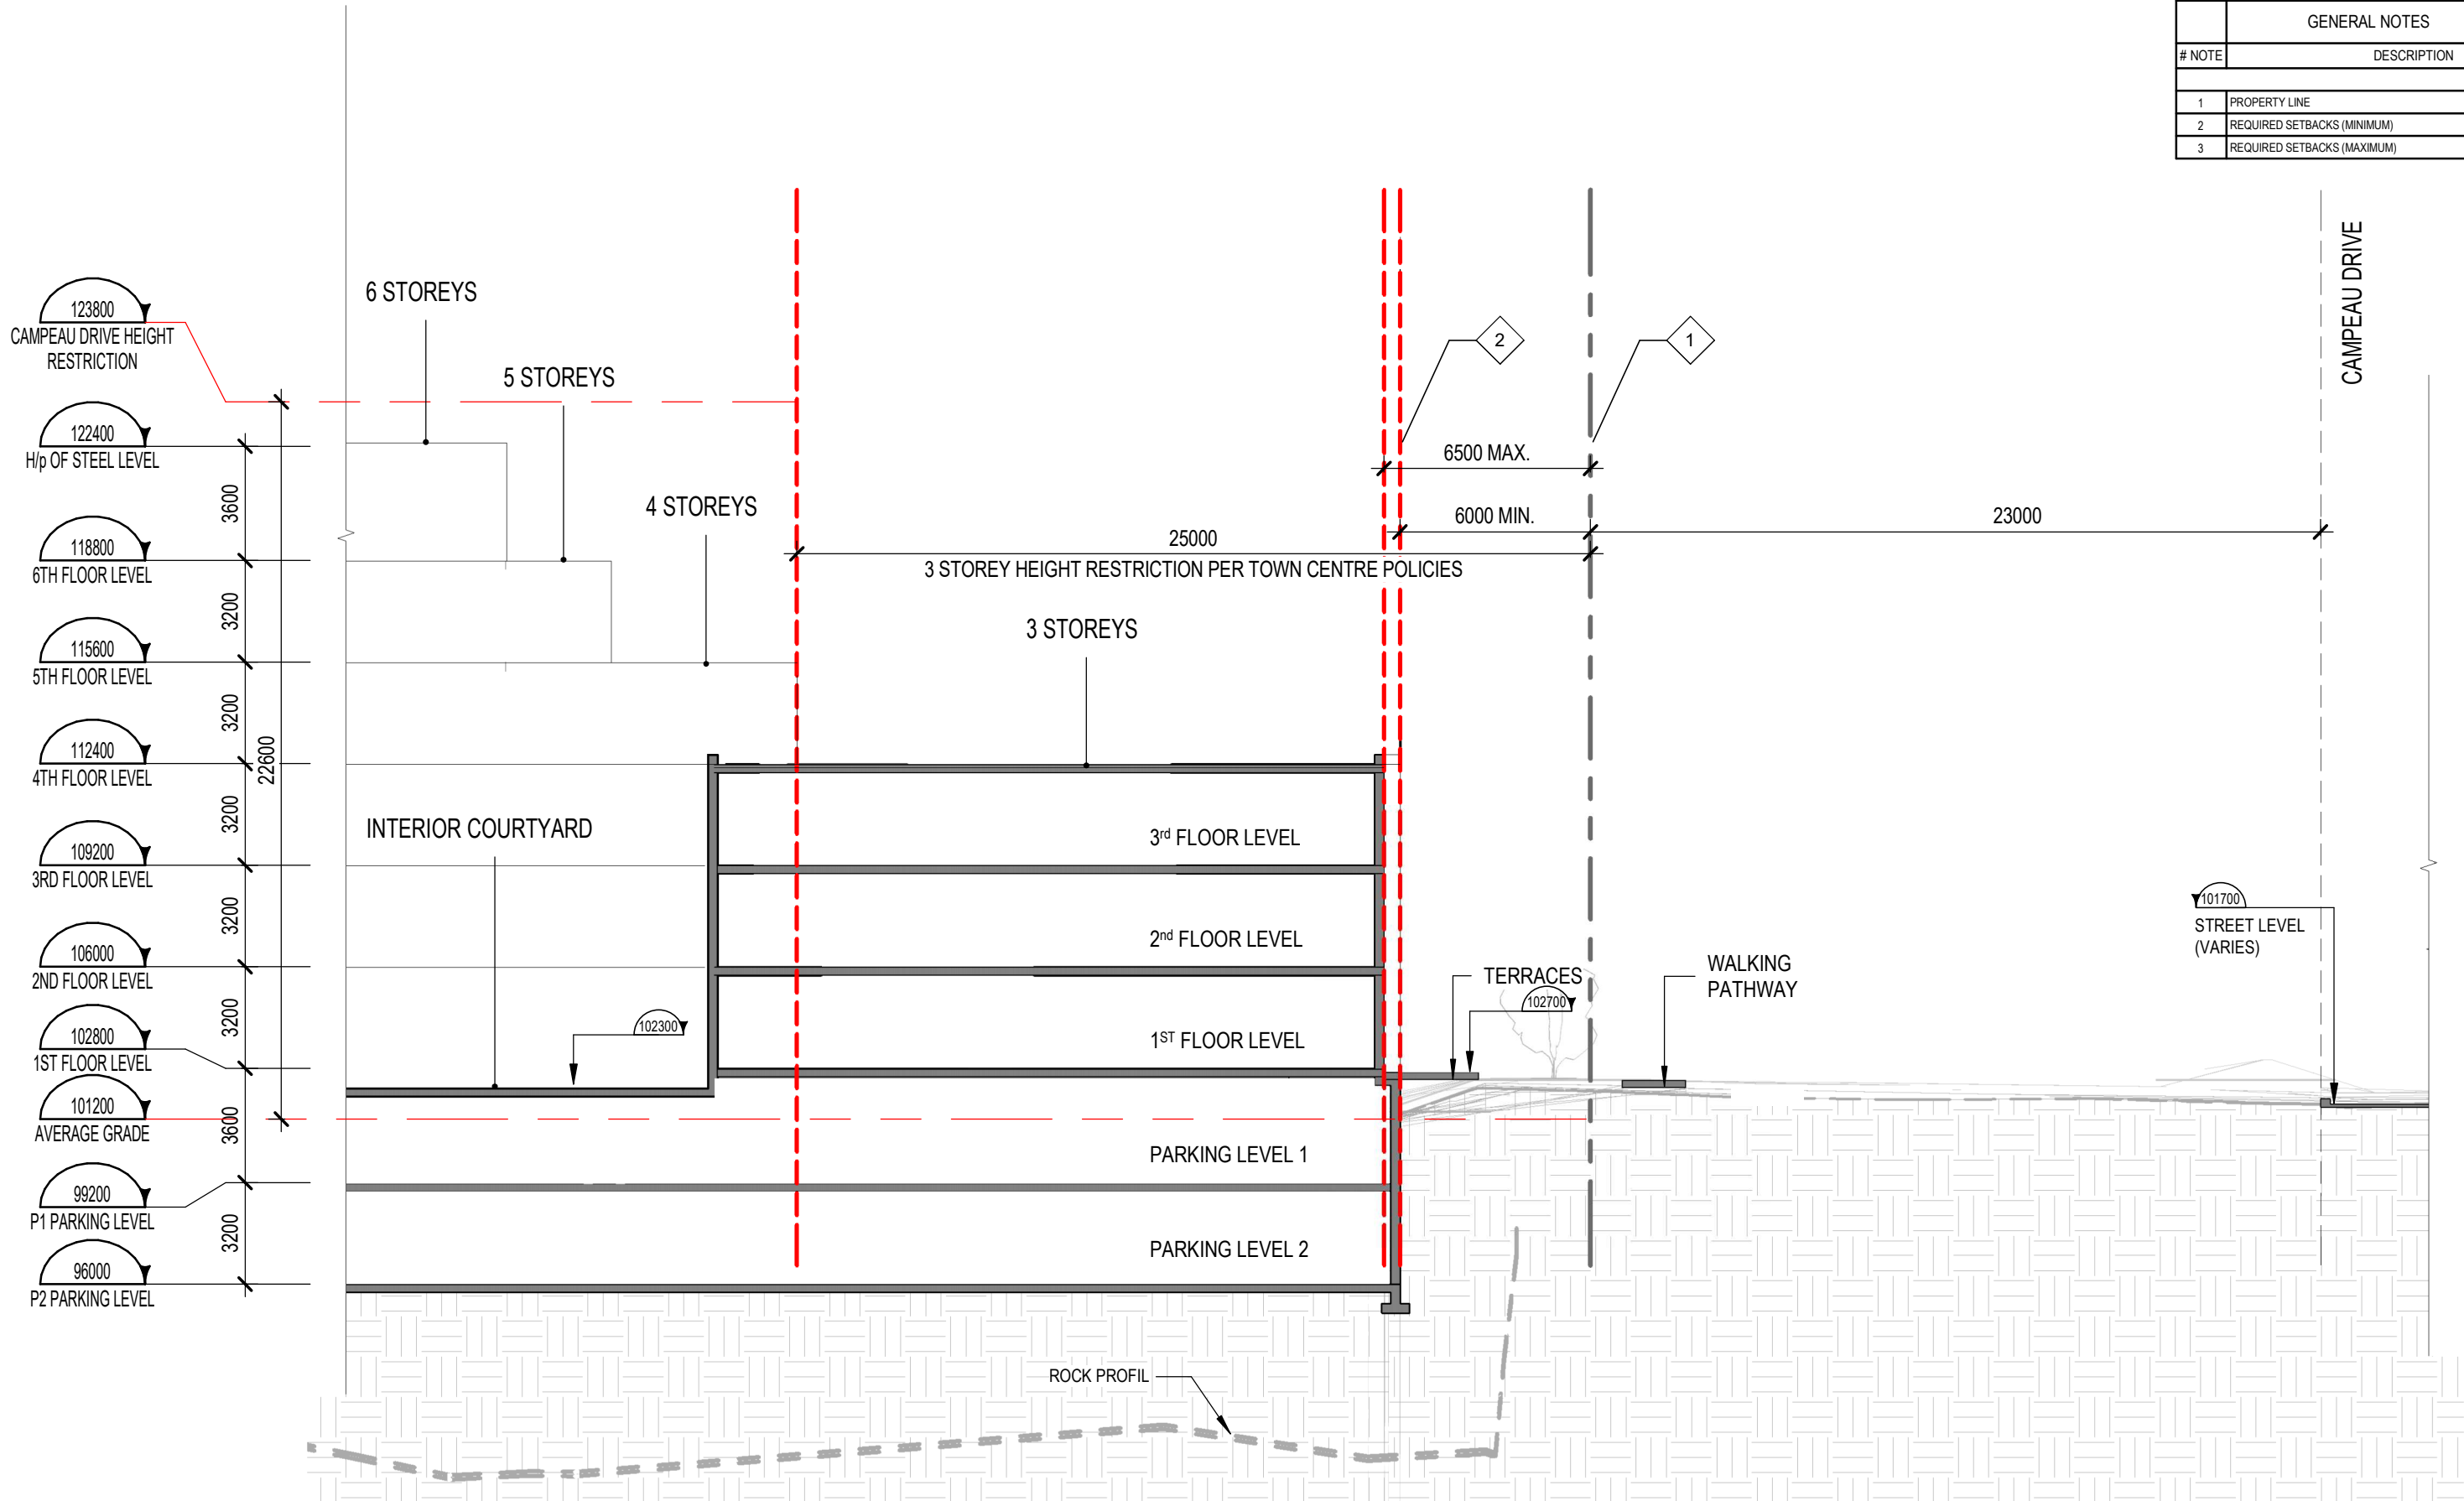 GENERAL NOTES
# NOTE DESCRIPTION
1 PROPERTY LINE
2 REQUIRED SETBACKS (MINIMUM)
3 REQUIRED SETBACKS (MAXIMUM)
CAMPEAU DRIVE
123800
CAMPEAU DRIVE HEIGHT
RESTRICTION
122400
H/p OF STEEL LEVEL
118800
6TH FLOOR LEVEL
115600
5TH FLOOR LEVEL
112400
4TH FLOOR LEVEL
109200
3RD FLOOR LEVEL
106000
2ND FLOOR LEVEL
102800
1ST FLOOR LEVEL
101200
AVERAGE GRADE
99200
P1 PARKING LEVEL
96000
P2 PARKING LEVEL
3600
3200
3200
3200
3200
3200
3600
3200
22600
6 STOREYS
5 STOREYS
4 STOREYS
3 STOREYS
2
1
6500 MAX.
6000 MIN.
23000
25000
3 STOREY HEIGHT RESTRICTION PER TOWN CENTRE POLICIES
INTERIOR COURTYARD
102300
3rd FLOOR LEVEL
2nd FLOOR LEVEL
1ST FLOOR LEVEL
PARKING LEVEL 1
PARKING LEVEL 2
TERRACES
102700
WALKING
PATHWAY
101700
STREET LEVEL
(VARIES)
ROCK PROFIL